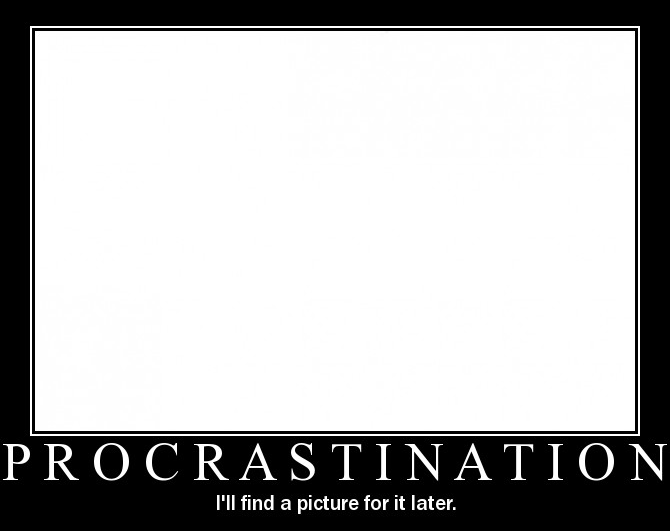 PROCRASTINATION
I'll find a picture for it later.